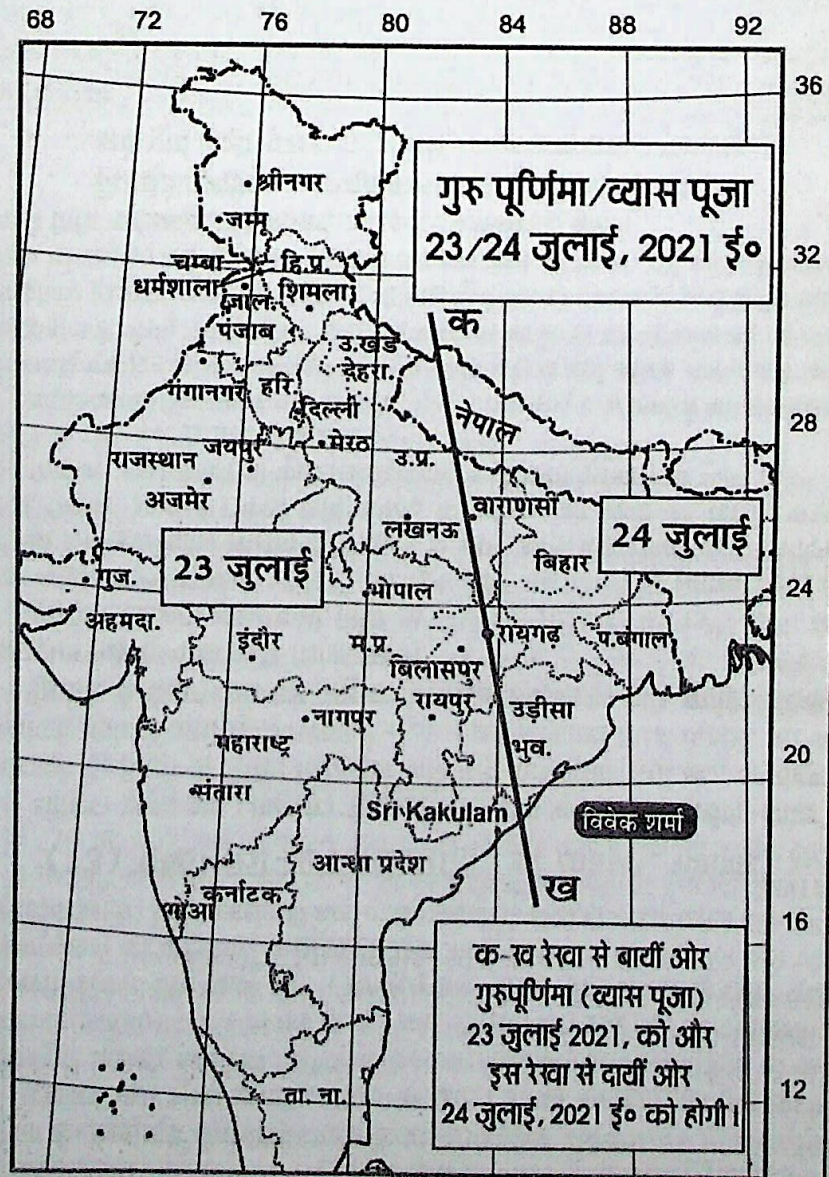 68 72 76 80 84 88 92
36
गुरु पूर्णिमा/व्यास पूजा
23/24 जुलाई, 2021 ई०
श्रीनगर
जम्मू
32
चम्बा
हि.प्र.
धर्मशाला
जालं.
शिमला
क
पंजाब
उ.खंड
देहरा.
गंगानगर
हरि.
दिल्ली
नेपाल
28
मेरठ
उ.प्र.
राजस्थान
जयपुर
अजमेर
वाराणसी
लखनऊ
23 जुलाई
24 जुलाई
बिहार
24
गुज.
भोपाल
अहमदा.
इंदौर
म.प्र.
रायगढ
प.बंगाल
बिलासपुर
रायपुर
उड़ीसा
नागपुर
भुव.
20
महाराष्ट्र
संतारा
Sri Kakulam
विवेक शर्मा
आन्ध्रा प्रदेश
कर्नाटक
गोआ
ख
16
क-ख रेखा से बायीं ओर
गुरुपूर्णिमा (व्यास पूजा)
23 जुलाई 2021, को और
इस रेखा से दायीं ओर
24 जुलाई, 2021 ई० को होगी।
12
ता. ना.